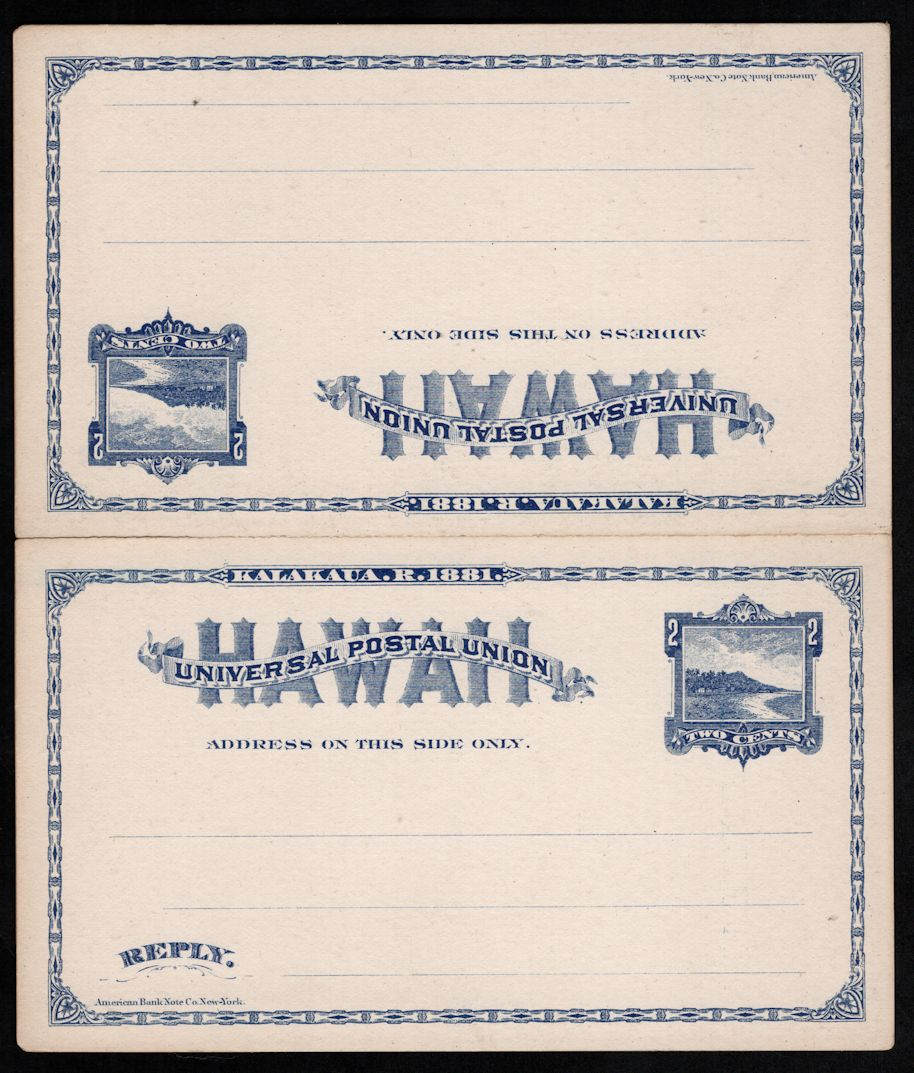 American Bank Note Co. New-York.
ADDRESS ON THIS SIDE ONLY.
TWO CENTS
2 2
HAWAII
UNIVERSAL POSTAL UNION
KALAKAUA. R. 1881.
KALAKAUA. R. 1881.
HAWAII
UNIVERSAL POSTAL UNION
2 2
TWO CENTS
ADDRESS ON THIS SIDE ONLY.
REPLY.
American Bank Note Co. New-York.